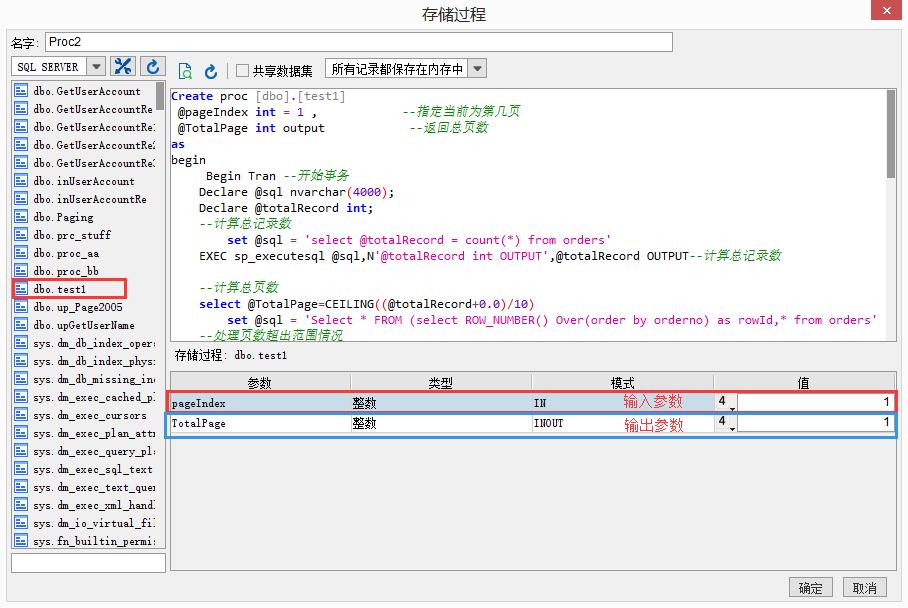 存储过程
名字: Proc2
SQL SERVER
共享数据集
所有记录都保存在内存中
dbo.GetUserAccount
dbo.GetUserAccountRe
dbo.GetUserAccountRe
dbo.GetUserAccountRe
dbo.GetUserAccountRe
dbo.inUserAccount
dbo.inUserAccountRe
dbo.Paging
dbo.prc_stuff
dbo.proc_aa
dbo.proc_bb
dbo.test1
dbo.up_Page2005
dbo.upGetUserName
sys.dm_db_index_oper
sys.dm_db_index_physi
sys.dm_db_missing_in
sys.dm_exec_cached_pl
sys.dm_exec_cursors
sys.dm_exec_plan_att
sys.dm_exec_query_pl
sys.dm_exec_sql_text
sys.dm_exec_text_que
sys.dm_exec_xml_handl
sys.dm_io_virtual_fil
sys.fn_builtin_permis
Create proc [dbo].[test1]
@pageIndex int = 1 , --指定当前为第几页
@TotalPage int output --返回总页数
as
begin
Begin Tran --开始事务
Declare @sql nvarchar(4000);
Declare @totalRecord int;
--计算总记录数
set @sql = 'select @totalRecord = count(*) from orders'
EXEC sp_executesql @sql,N'@totalRecord int OUTPUT',@totalRecord OUTPUT--计算总记录数
--计算总页数
select @TotalPage=CEILING((@totalRecord+0.0)/10)
set @sql = 'Select * FROM (select ROW_NUMBER() Over(order by orderno) as rowId,* from orders'
--处理页数超出范围情况
存储过程: dbo.test1
参数 类型 模式 值
pageIndex 整数 IN 输入参数 4 1
TotalPage 整数 INOUT 输出参数 4 1
确定 取消